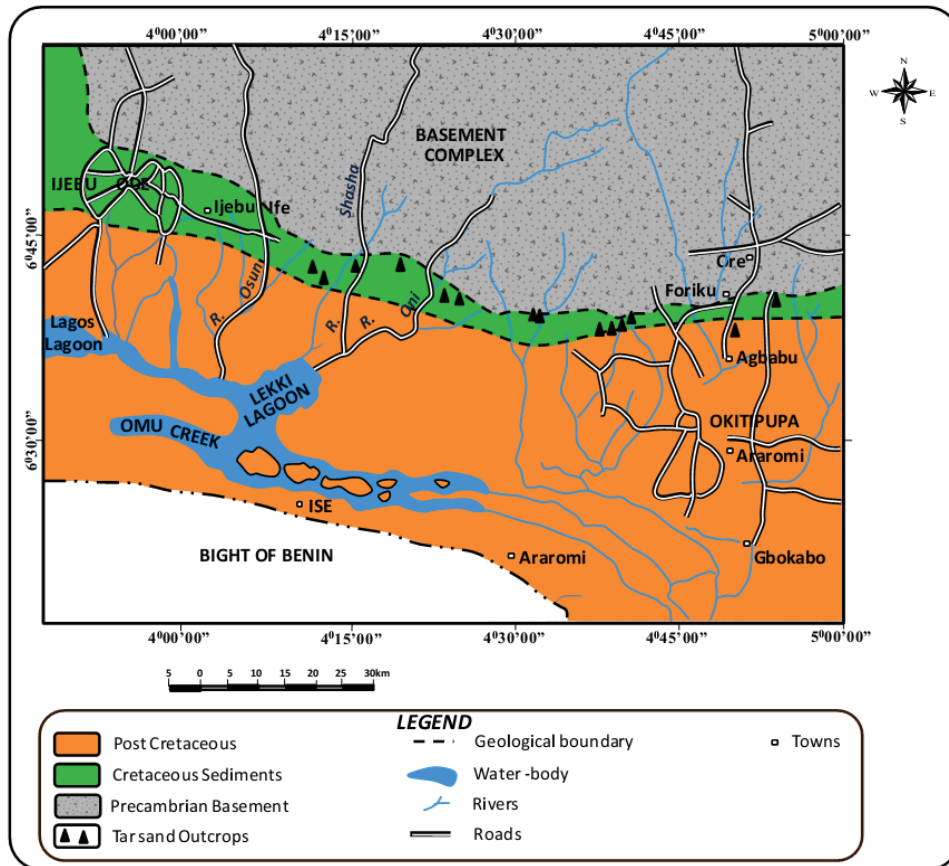 4⁰00'00” 4⁰15'00” 4⁰30'00” 4⁰45'00” 5⁰00'00”
N
W E
S
BASEMENT
COMPLEX
IJEBU ODE
Ijebu Ife
Shasha
6⁰45'00”
Ore
Foriku
R. Osun
R.
R. Oni
Lagos
Lagoon
Agbabu
LEKKI
LAGOON
OKITIPUPA
OMU CREEK
6⁰30'00”
Araromi
ISE
BIGHT OF BENIN
Araromi
Gbokabo
4⁰00'00” 4⁰15'00” 4⁰30'00” 4⁰45'00” 5⁰00'00”
5 0 5 10 15 20 25 30km
LEGEND
Post Cretaceous
Geological boundary
Towns
Cretaceous Sediments
Water -body
Precambrian Basement
Rivers
Tar sand Outcrops
Roads